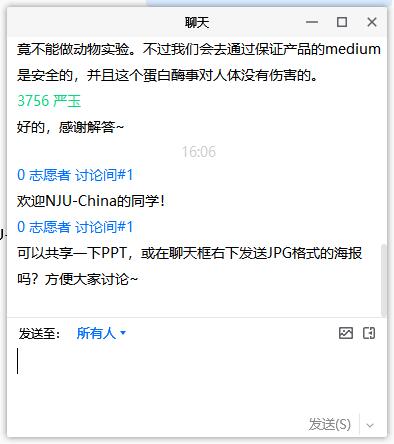 聊天
竟不能做动物实验。不过我们会去通过保证产品的medium
是安全的，并且这个蛋白酶事对人体没有伤害的。
3756 严玉
好的，感谢解答~
16:06
0 志愿者 讨论间#1
欢迎NJU-China的同学！
0 志愿者 讨论间#1
可以共享一下PPT，或在聊天框右下发送JPG格式的海报
吗？方便大家讨论~
发送至： 所有人
发送(S)